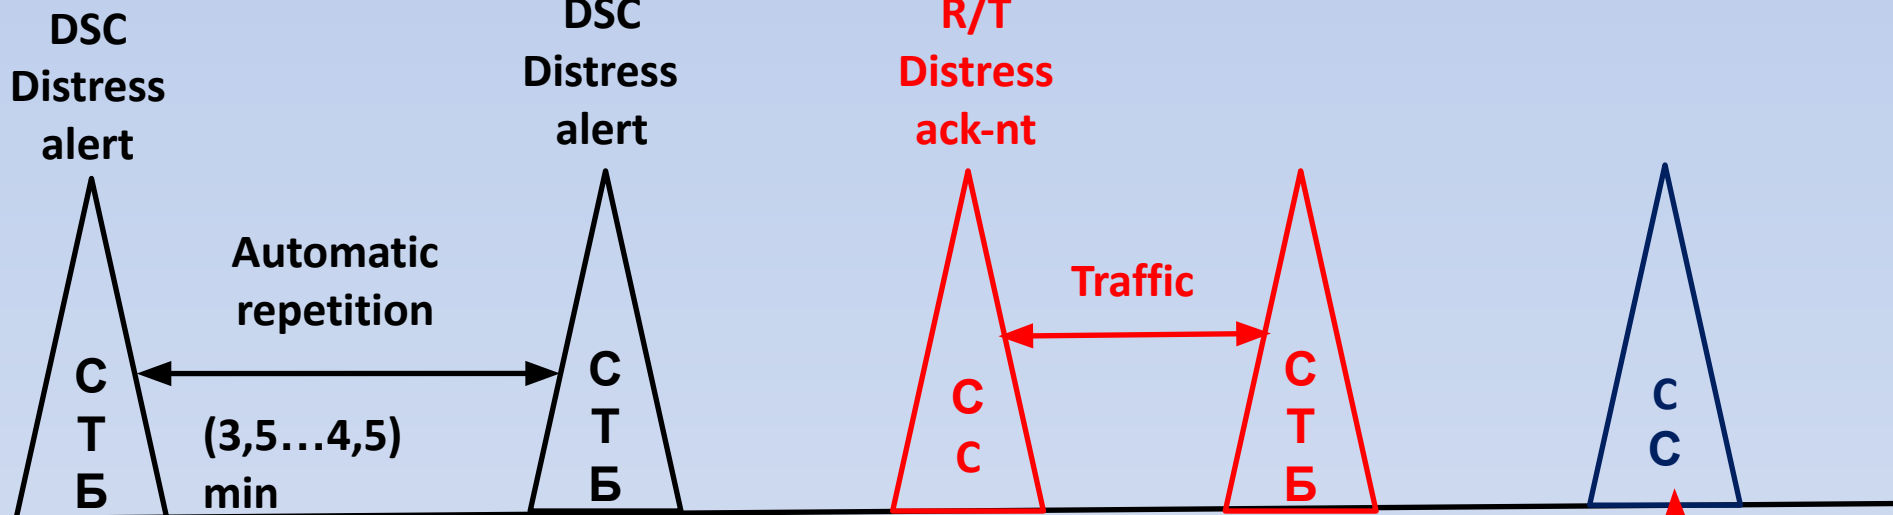 DSC
Distress
alert
DSC
Distress
alert
R/T
Distress
ack-nt
Automatic
repetition
(3,5…4,5)
min
Traffic
С
Т
Б
С
Т
Б
С
С
С
Т
Б
С
С